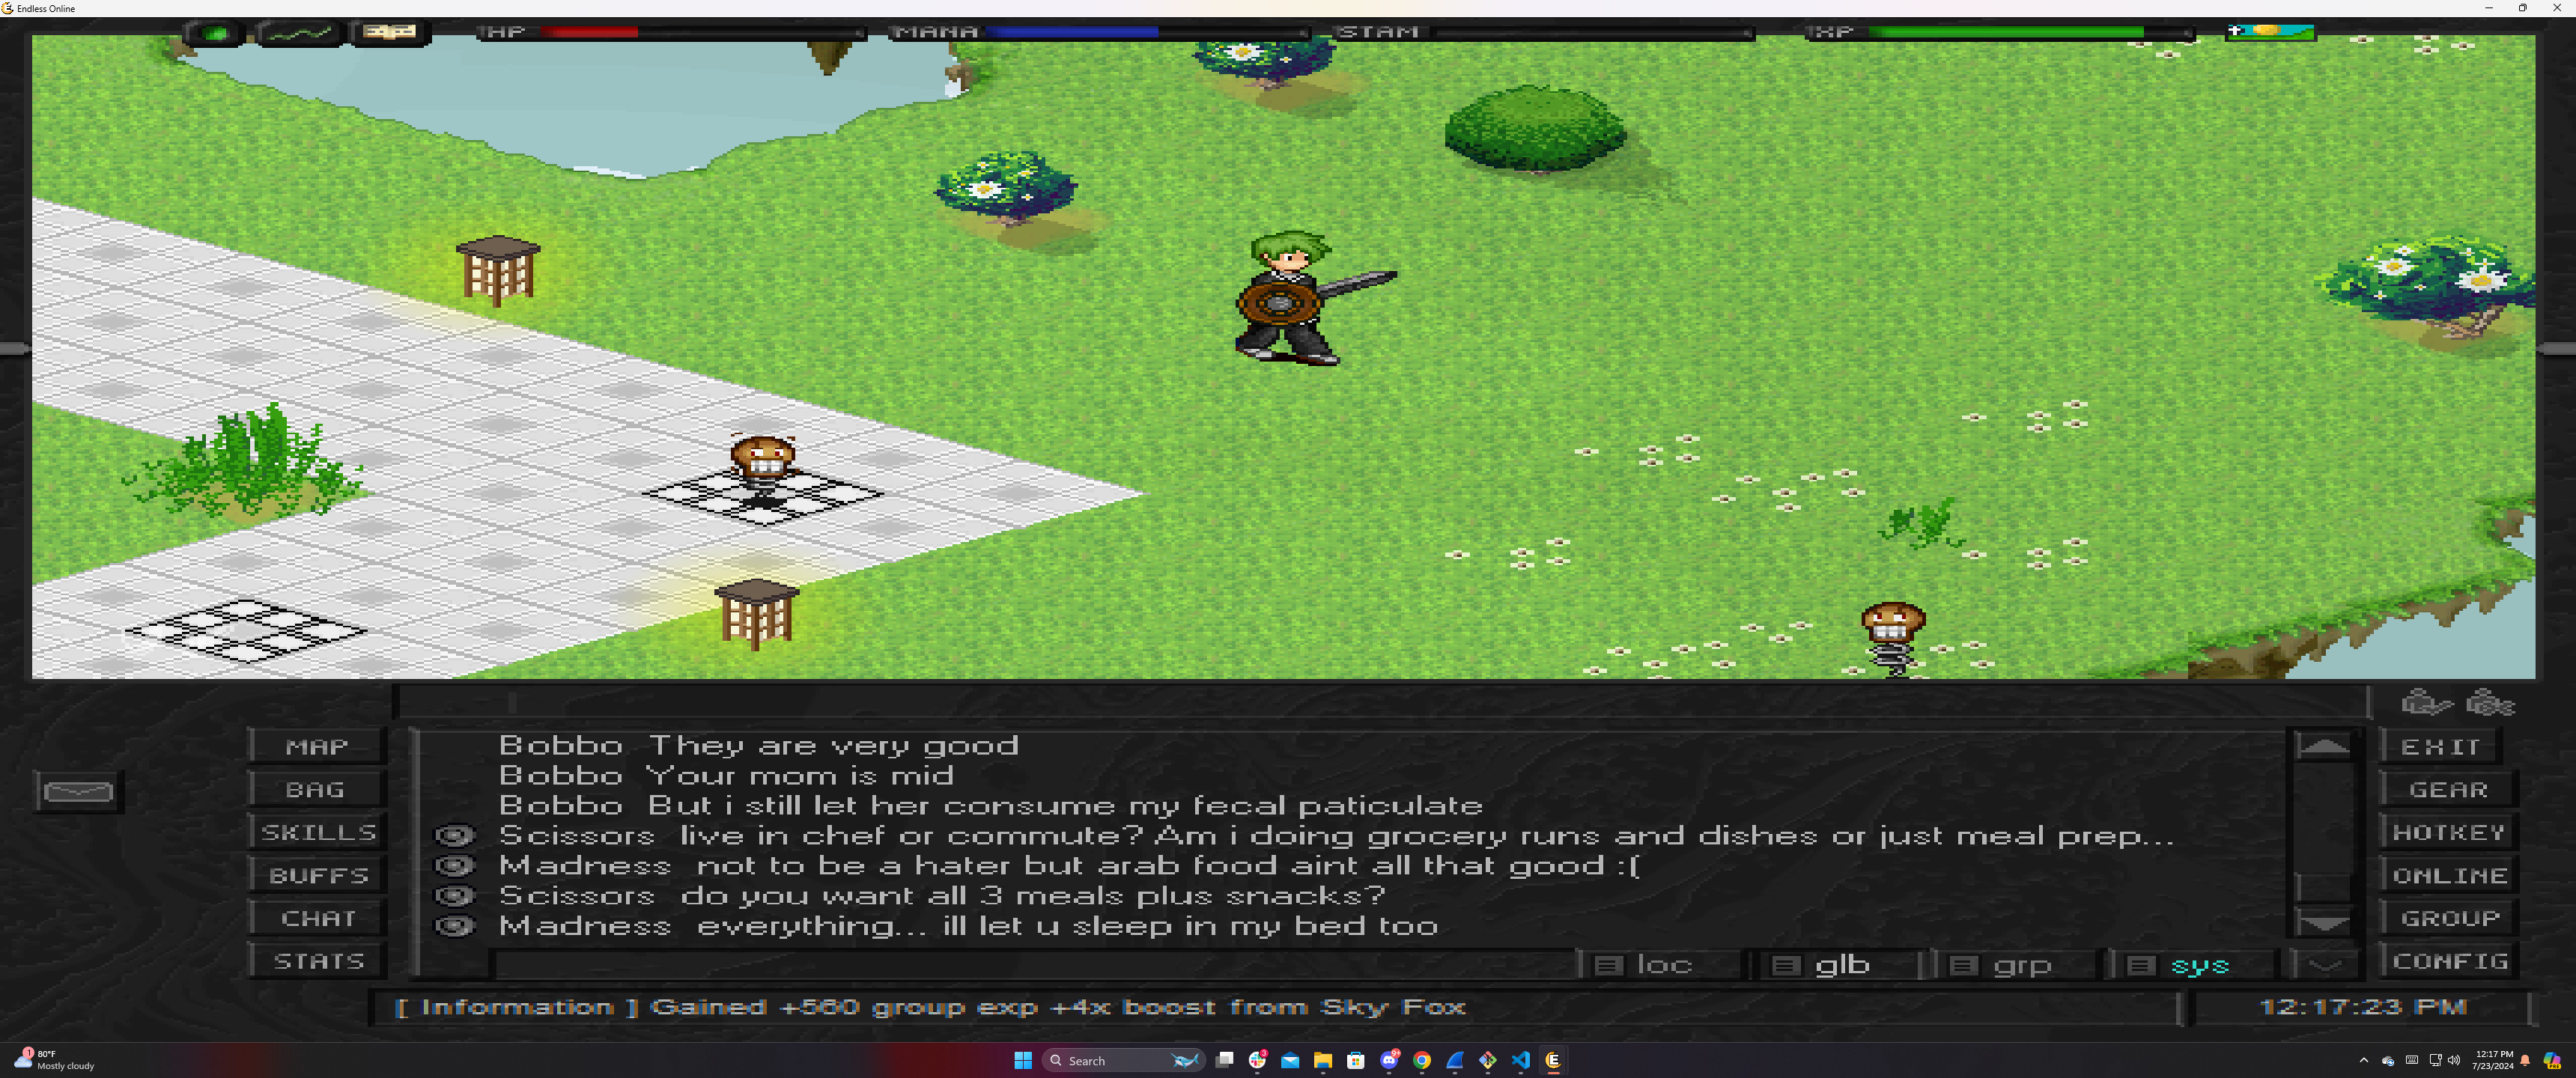 Endless Online
HP
MANA
STAM
XP
MAP
BAG
SKILLS
BUFFS
CHAT
STATS
Bobbo They are very good
Bobbo Your mom is mid
Bobbo But i still let her consume my fecal paticulate
Scissors live in chef or commute? Am i doing grocery runs and dishes or just meal prep...
Madness not to be a hater but arab food aint all that good :(
Scissors do you want all 3 meals plus snacks?
Madness everything... ill let u sleep in my bed too
loc glb grp sys
EXIT
GEAR
HOTKEY
ONLINE
GROUP
CONFIG
[ Information ] Gained +560 group exp +4x boost from Sky Fox
12:17:23 PM
1
80°F
Mostly cloudy
Search
3
9+
12:17 PM
7/23/2024